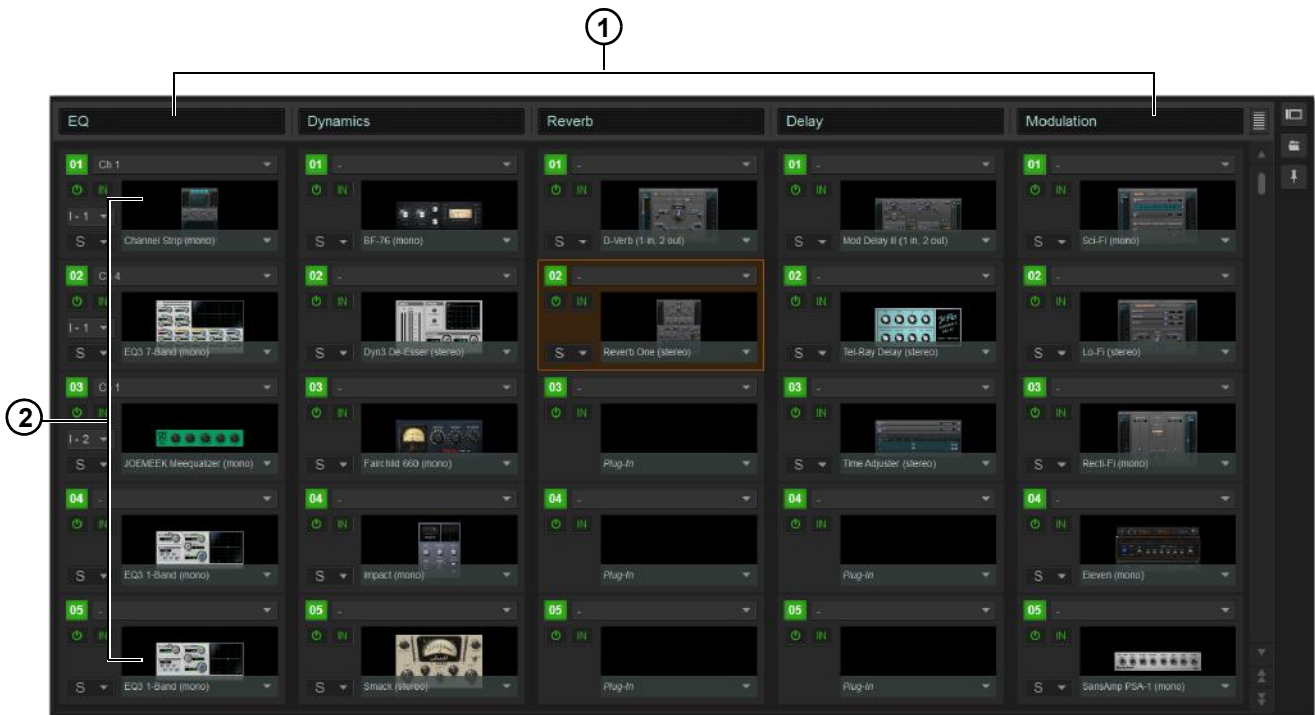 1
EQ Dynamics Reverb Delay Modulation
01 Ch 1 01 - 01 - 01 - 01 -
IN IN IN IN IN
I - 1
S Channel Strip (mono) S BF-76 (mono) S D-Verb (1 in, 2 out) S Mod Delay III (1 in, 2 out) S Sci-Fi (mono)
02 Ch 4 02 - 02 - 02 - 02 -
IN IN IN IN IN
I - 1
S EQ3 7-Band (mono) S Dyn3 De-Esser (stereo) S Reverb One (stereo) S Tel-Ray Delay (stereo) S Lo-Fi (stereo)
03 Ch 1 03 - 03 - 03 - 03 -
2
IN IN IN IN IN
I - 2
S JOEMEEK Meequalizer (mono) S Fairchild 660 (mono) Plug-In S Time Adjuster (stereo) S Recti-Fi (mono)
04 - 04 - 04 - 04 - 04 -
IN IN IN IN IN
S EQ3 1-Band (mono) S Impact (mono) Plug-In Plug-In S Eleven (mono)
05 - 05 - 05 - 05 - 05 -
IN IN IN IN IN
S EQ3 1-Band (mono) S Smack (stereo) Plug-In Plug-In S SansAmp PSA-1 (mono)